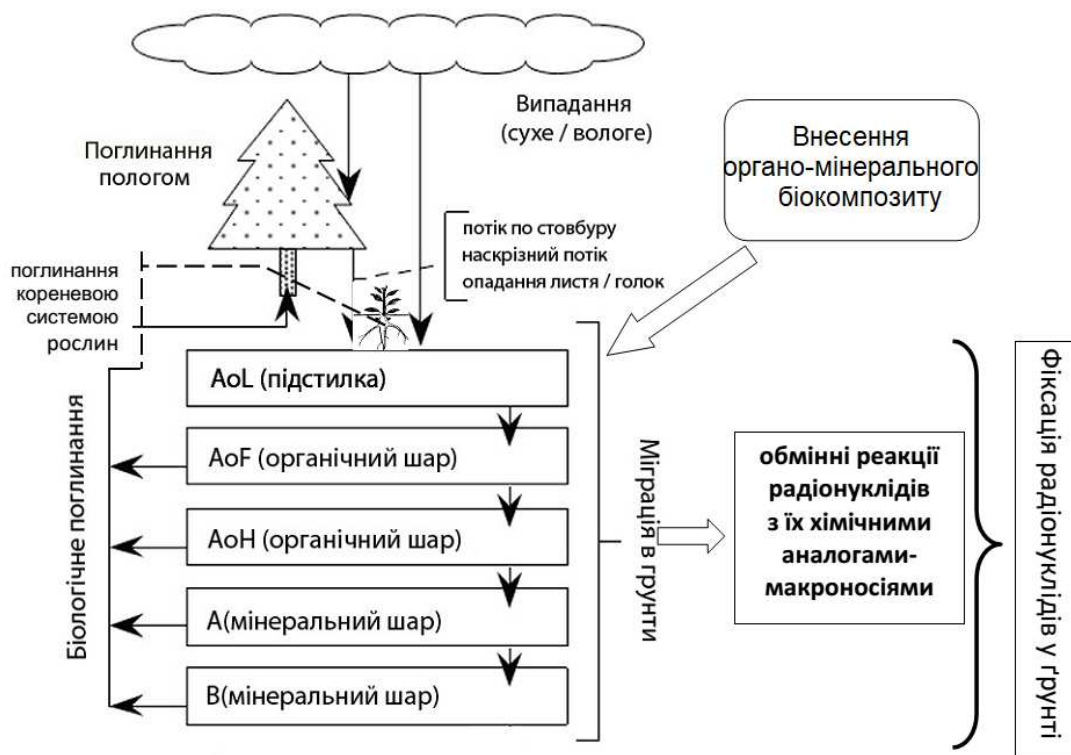 Випадання
(сухе / вологе)
Внесення
органо-мінерального
біокомпозиту
Поглинання
пологом
потік по стовбуру
наскрізний потік
опадання листя / голок
поглинання
кореневою
системою
рослин
AoL (підстилка)
AoF (органічний шар)
AoH (органічний шар)
А(мінеральний шар)
В(мінеральний шар)
Біологічне поглинання
Міграція в грунти
обмінні реакції
радіонуклідів
з їх хімічними
аналогами-
макроносіями
Фіксація радіонуклідів у ґрунті